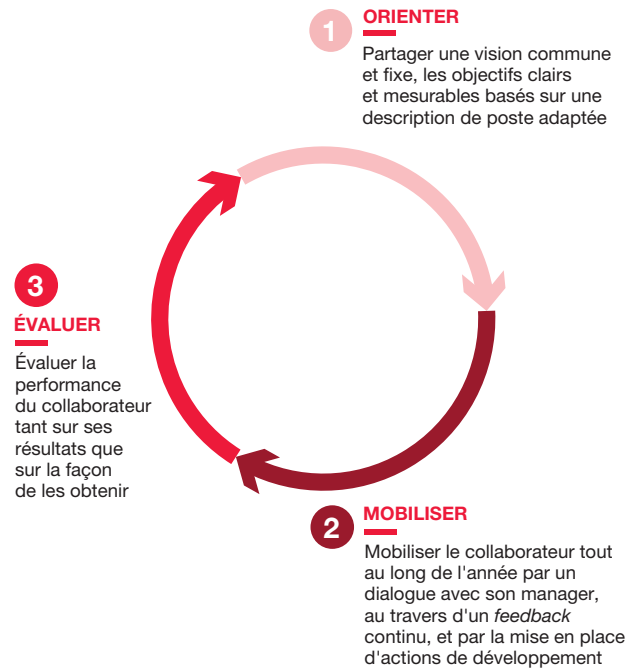 1
ORIENTER
Partager une vision commune
et fixe, les objectifs clairs
et mesurables basés sur une
description de poste adaptée
3
ÉVALUER
Évaluer la
performance
du collaborateur
tant sur ses
résultats que
sur la façon
de les obtenir
2
MOBILISER
Mobiliser le collaborateur tout
au long de l'année par un
dialogue avec son manager,
au travers d'un feedback
continu, et par la mise en place
d'actions de développement